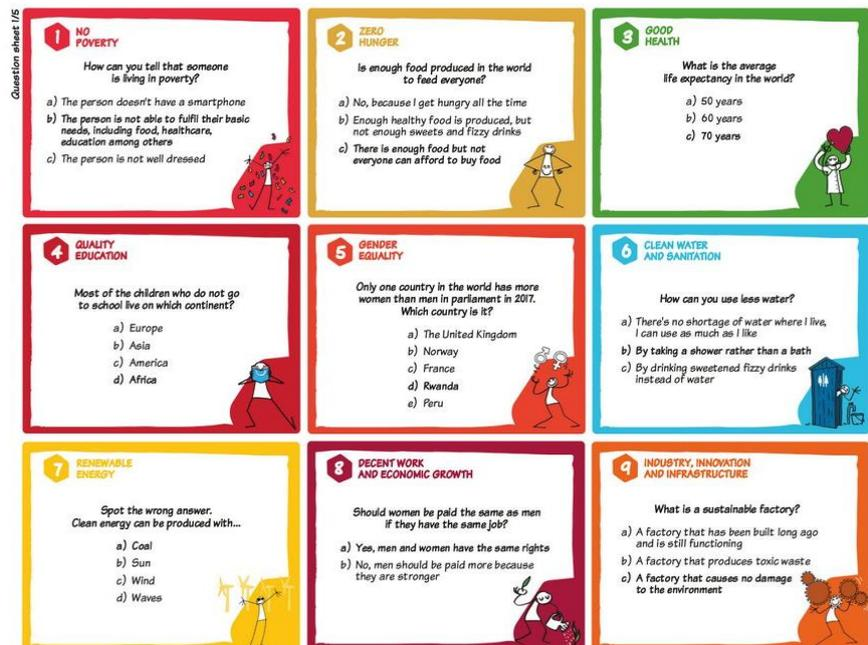 Question sheet 1/5
1
NO
POVERTY
How can you tell that someone
is living in poverty?
a) The person doesn't have a smartphone
b) The person is not able to fulfil their basic
needs, including food, healthcare,
education among others
c) The person is not well dressed
2
ZERO
HUNGER
Is enough food produced in the world
to feed everyone?
a) No, because I get hungry all the time
b) Enough healthy food is produced, but
not enough sweets and fizzy drinks
c) There is enough food but not
everyone can afford to buy food
3
GOOD
HEALTH
What is the average
life expectancy in the world?
a) 50 years
b) 60 years
c) 70 years
4
QUALITY
EDUCATION
Most of the children who do not go
to school live on which continent?
a) Europe
b) Asia
c) America
d) Africa
5
GENDER
EQUALITY
Only one country in the world has more
women than men in parliament in 2017.
Which country is it?
a) The United Kingdom
b) Norway
c) France
d) Rwanda
e) Peru
6
CLEAN WATER
AND SANITATION
How can you use less water?
a) There's no shortage of water where I live,
I can use as much as I like
b) By taking a shower rather than a bath
c) By drinking sweetened fizzy drinks
instead of water
7
RENEWABLE
ENERGY
Spot the wrong answer.
Clean energy can be produced with...
a) Coal
b) Sun
c) Wind
d) Waves
8
DECENT WORK
AND ECONOMIC GROWTH
Should women be paid the same as men
if they have the same job?
a) Yes, men and women have the same rights
b) No, men should be paid more because
they are stronger
9
INDUSTRY, INNOVATION
AND INFRASTRUCTURE
What is a sustainable factory?
a) A factory that has been built long ago
and is still functioning
b) A factory that produces toxic waste
c) A factory that causes no damage
to the environment